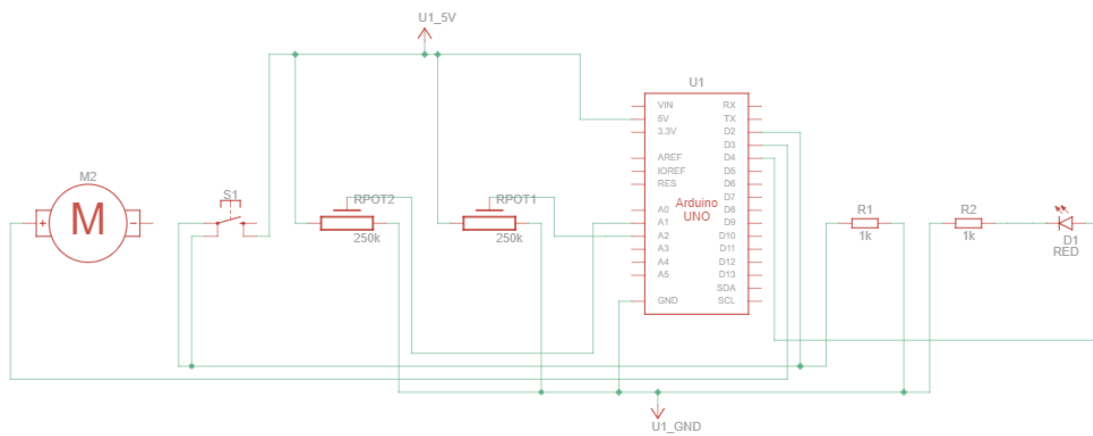 U1_5V
U1
VIN
5V
3.3V
AREF
IOREF
RES
A0
A1
A2
A3
A4
A5
GND
Arduino
UNO
RX
TX
D2
D3
D4
D5
D6
D7
D8
D9
D10
D11
D12
D13
SDA
SCL
M2
+
M
-
S1
RPOT2
250k
RPOT1
250k
R1
1k
R2
1k
D1
RED
U1_GND